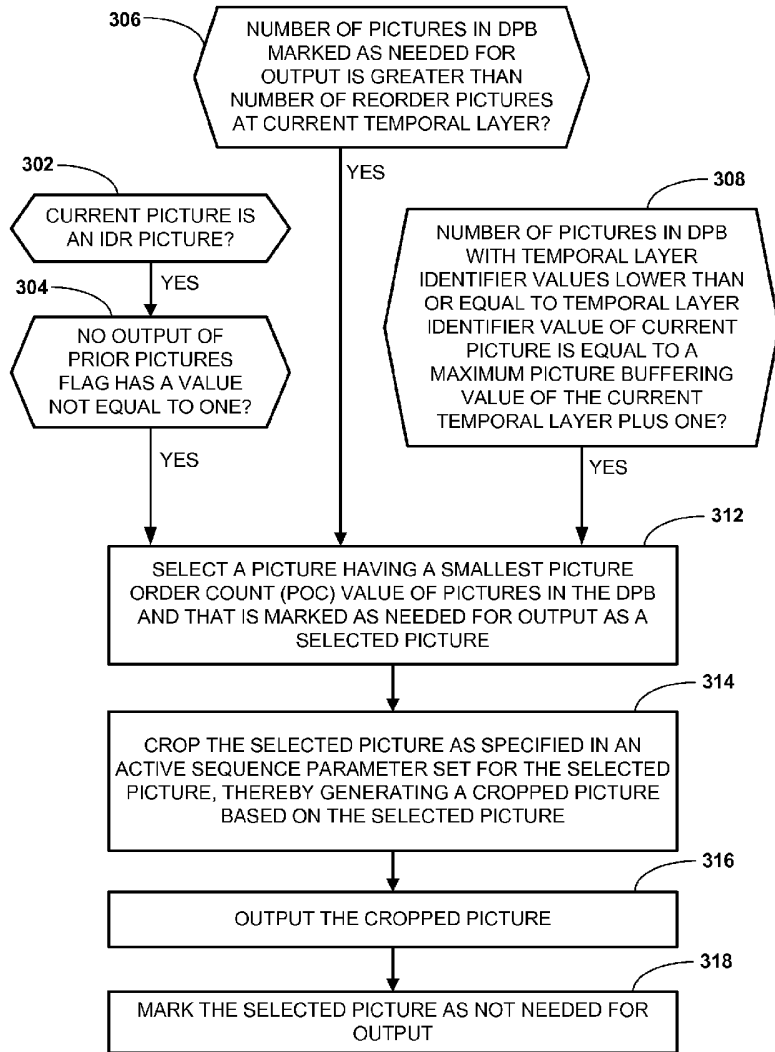 306
NUMBER OF PICTURES IN DPB
MARKED AS NEEDED FOR
OUTPUT IS GREATER THAN
NUMBER OF REORDER PICTURES
AT CURRENT TEMPORAL LAYER?
YES
302
CURRENT PICTURE IS
AN IDR PICTURE?
YES
304
NO OUTPUT OF
PRIOR PICTURES
FLAG HAS A VALUE
NOT EQUAL TO ONE?
YES
308
NUMBER OF PICTURES IN DPB
WITH TEMPORAL LAYER
IDENTIFIER VALUES LOWER THAN
OR EQUAL TO TEMPORAL LAYER
IDENTIFIER VALUE OF CURRENT
PICTURE IS EQUAL TO A
MAXIMUM PICTURE BUFFERING
VALUE OF THE CURRENT
TEMPORAL LAYER PLUS ONE?
YES
312
SELECT A PICTURE HAVING A SMALLEST PICTURE
ORDER COUNT (POC) VALUE OF PICTURES IN THE DPB
AND THAT IS MARKED AS NEEDED FOR OUTPUT AS A
SELECTED PICTURE
314
CROP THE SELECTED PICTURE AS SPECIFIED IN AN
ACTIVE SEQUENCE PARAMETER SET FOR THE SELECTED
PICTURE, THEREBY GENERATING A CROPPED PICTURE
BASED ON THE SELECTED PICTURE
316
OUTPUT THE CROPPED PICTURE
318
MARK THE SELECTED PICTURE AS NOT NEEDED FOR
OUTPUT